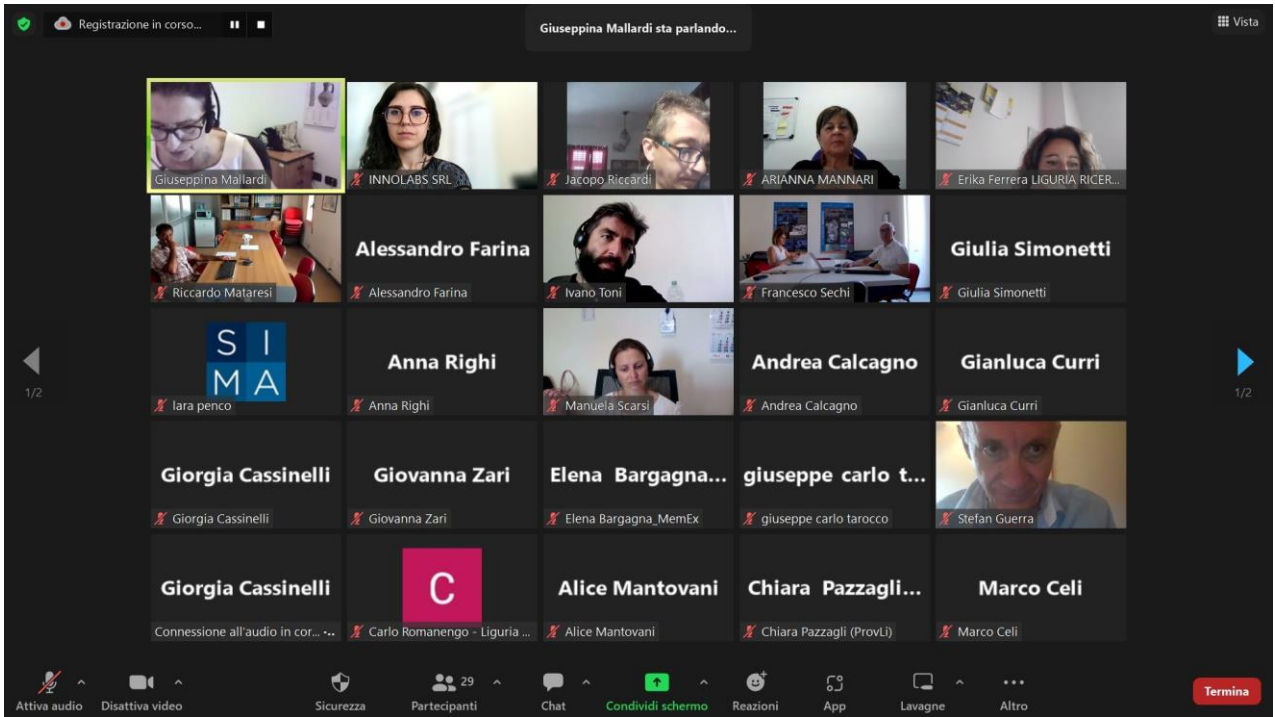 Registrazione in corso...
Giuseppina Mallardi sta parlando...
Vista
Giuseppina Mallardi
INNOLABS SRL
Jacopo Riccardi
ARIANNA MANNARI
Erika Ferrera LIGURIA RICER...
Riccardo Mataresi
Alessandro Farina
Alessandro Farina
Ivano Toni
Francesco Sechi
Giulia Simonetti
Giulia Simonetti
S I
M A
lara penco
Anna Righi
Anna Righi
Manuela Scarsi
Andrea Calcagno
Andrea Calcagno
Gianluca Curri
Gianluca Curri
1/2
1/2
Giorgia Cassinelli
Giorgia Cassinelli
Giovanna Zari
Giovanna Zari
Elena Bargagna...
Elena Bargagna_MemEx
giuseppe carlo t...
giuseppe carlo tarocco
Stefan Guerra
Giorgia Cassinelli
Connessione all'audio in cor...
C
Carlo Romanengo - Liguria ...
Alice Mantovani
Alice Mantovani
Chiara Pazzagli...
Chiara Pazzagli (ProvLi)
Marco Celi
Marco Celi
Attiva audio
Disattiva video
Sicurezza
29
Partecipanti
Chat
Condividi schermo
Reazioni
App
Lavagne
Altro
Termina